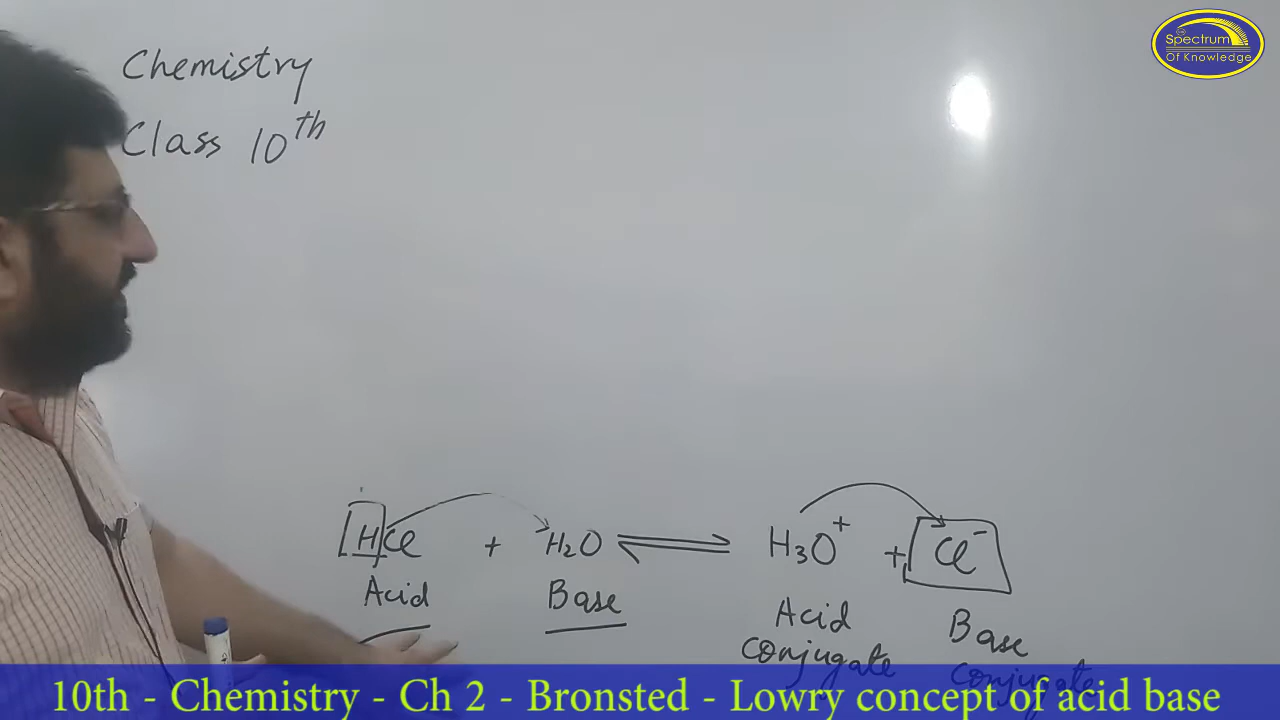 Spectrum
Of Knowledge
Chemistry
Class 10th
HCl + H2O ⇌ H3O+ + Cl-
Acid Base Acid Base
conjugate conjugate
10th - Chemistry - Ch 2 - Bronsted - Lowry concept of acid base